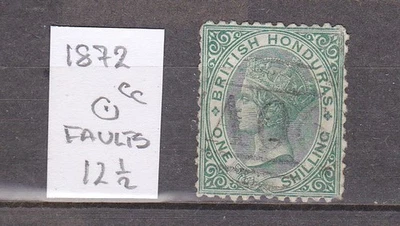 1872
CC
FAULTS
12 1/2
BRITISH HONDURAS
ONE SHILLING